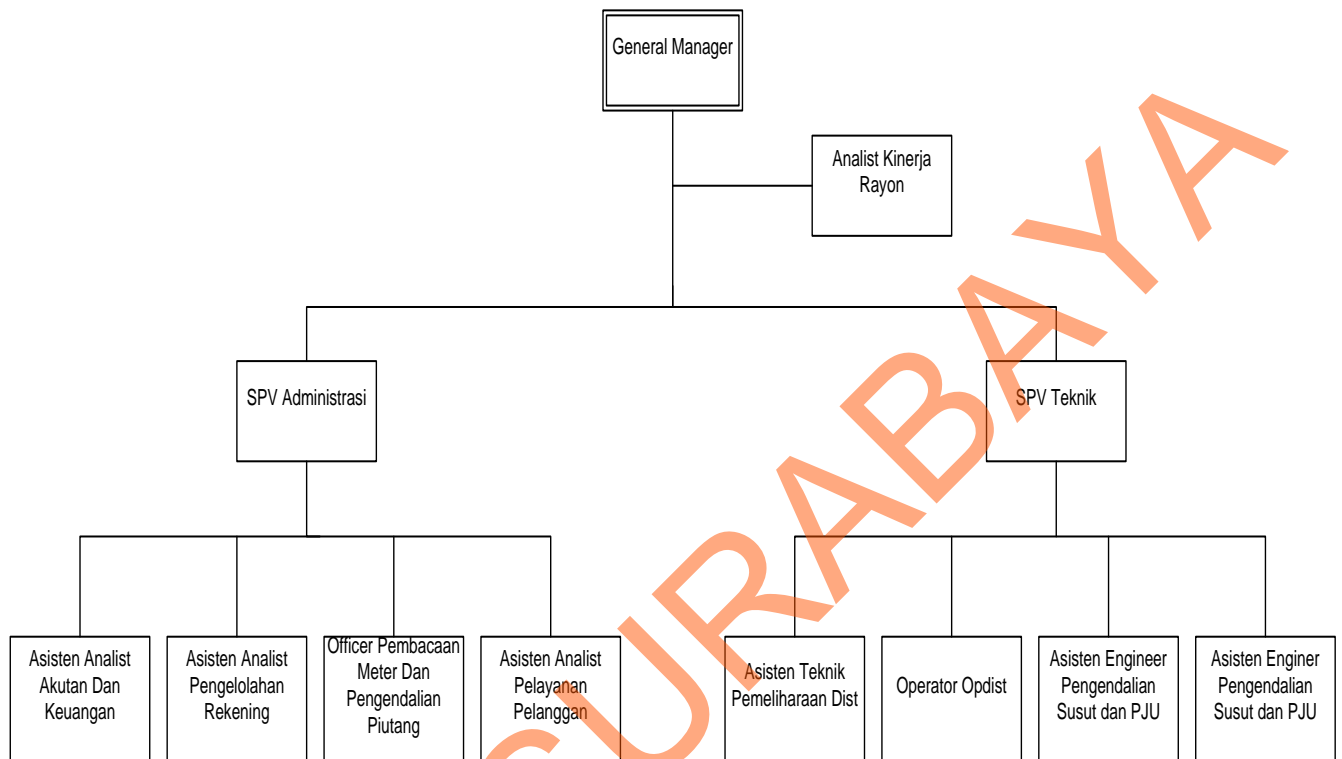 General Manager
Analist Kinerja
Rayon
SPV Administrasi
SPV Teknik
Asisten Analist
Akutan Dan
Keuangan
Asisten Analist
Pengelolahan
Rekening
Officer Pembacaan
Meter Dan
Pengendalian
Piutang
Asisten Analist
Pelayanan
Pelanggan
Asisten Teknik
Pemeliharaan Dist
Operator Opdist
Asisten Engineer
Pengendalian
Susut dan PJU
Asisten Enginer
Pengendalian
Susut dan PJU
SURABAYA